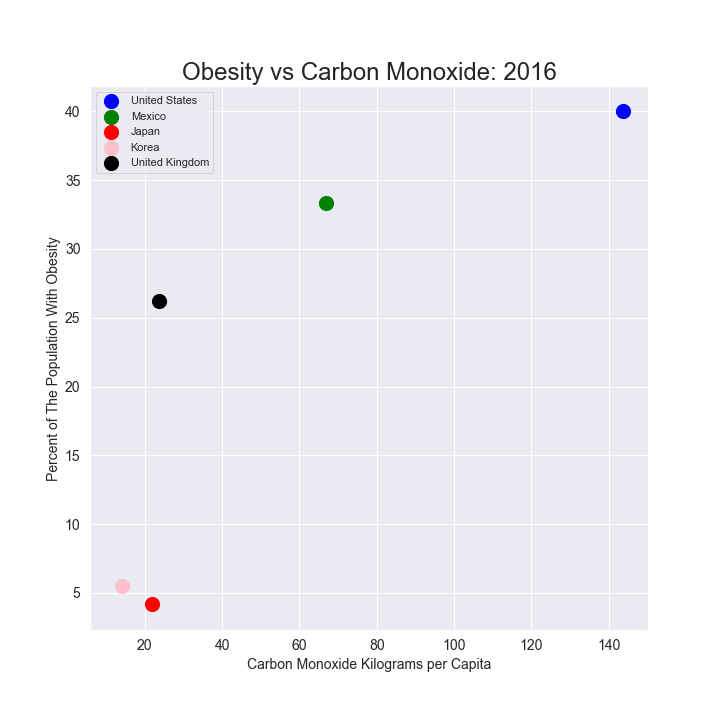 Obesity vs Carbon Monoxide: 2016
United States
Mexico
Japan
Korea
United Kingdom
Percent of The Population With Obesity
40
35
30
25
20
15
10
5
20 40 60 80 100 120 140
Carbon Monoxide Kilograms per Capita